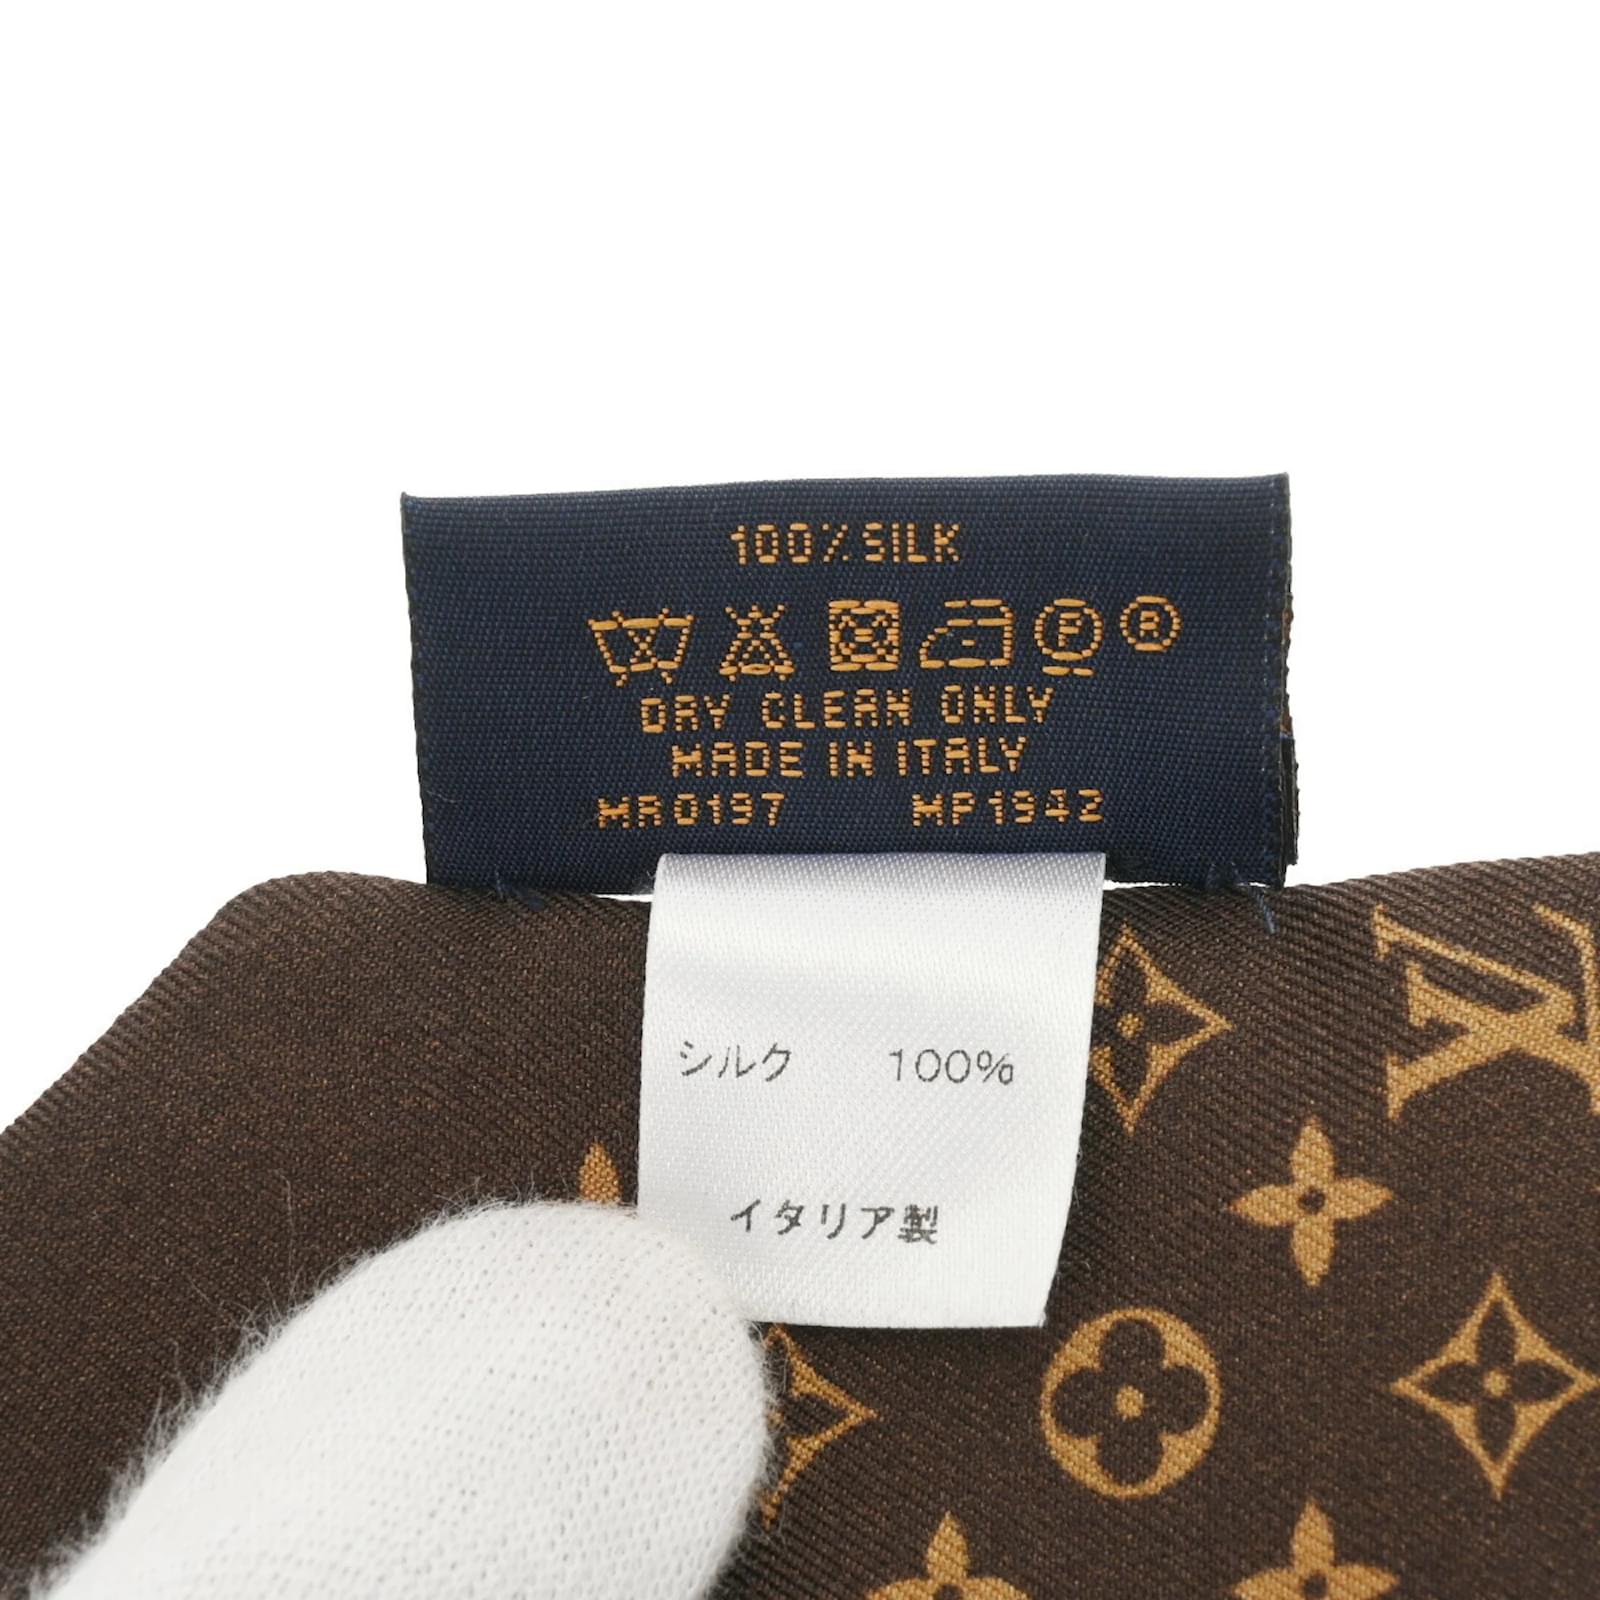 100% SILK
P R
DRY CLEAN ONLY
MADE IN ITALY
MR0197 MP1942
シルク 100%
イタリア製
LV